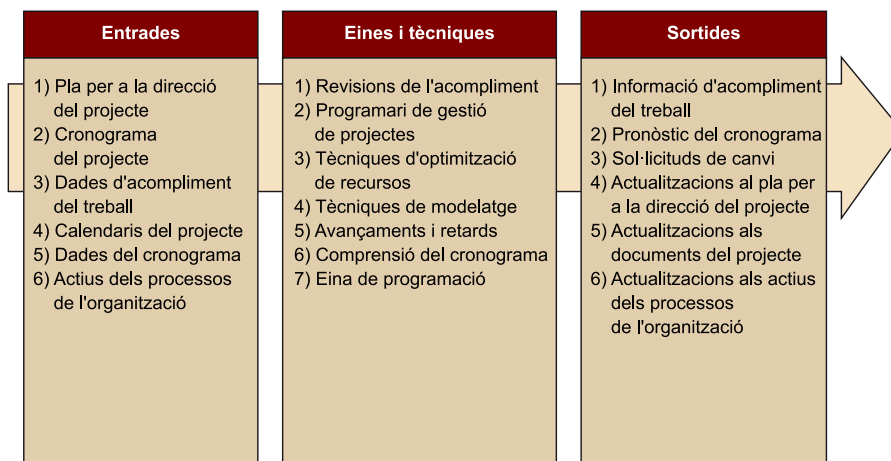 Entrades
1) Pla per a la direcció
del projecte
2) Cronograma
del projecte
3) Dades d'acompliment
del treball
4) Calendaris del projecte
5) Dades del cronograma
6) Actius dels processos
de l'organització
Eines i tècniques
1) Revisions de l'acompliment
2) Programari de gestió
de projectes
3) Tècniques d'optimització
de recursos
4) Tècniques de modelatge
5) Avançaments i retards
6) Comprensió del cronograma
7) Eina de programació
Sortides
1) Informació d'acompliment
del treball
2) Pronòstic del cronograma
3) Sol·licituds de canvi
4) Actualitzacions al pla per
a la direcció del projecte
5) Actualitzacions als
documents del projecte
6) Actualitzacions als actius
dels processos
de l'organització